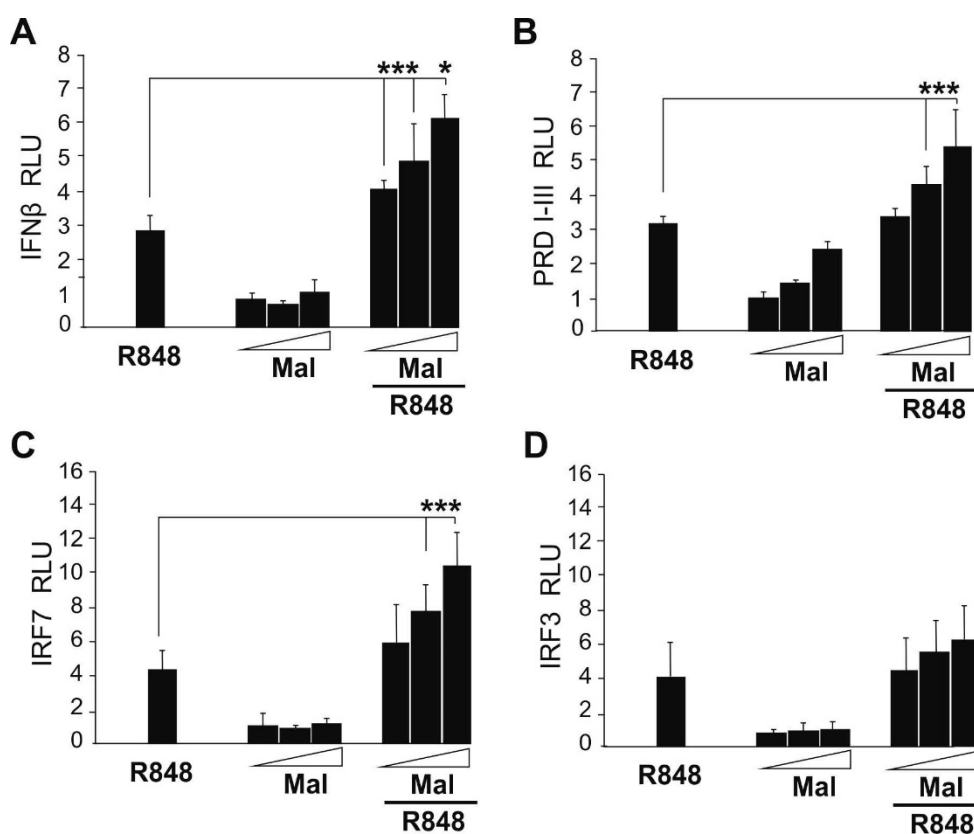 A
IFNβ RLU
8
7
6
5
4
3
2
1
0
*** *
R848
Mal
Mal
R848
B
PRD I-III RLU
8
7
6
5
4
3
2
1
0
***
R848
Mal
Mal
R848
C
IRF7 RLU
16
14
12
10
8
6
4
2
0
***
R848
Mal
Mal
R848
D
IRF3 RLU
16
14
12
10
8
6
4
2
0
R848
Mal
Mal
R848